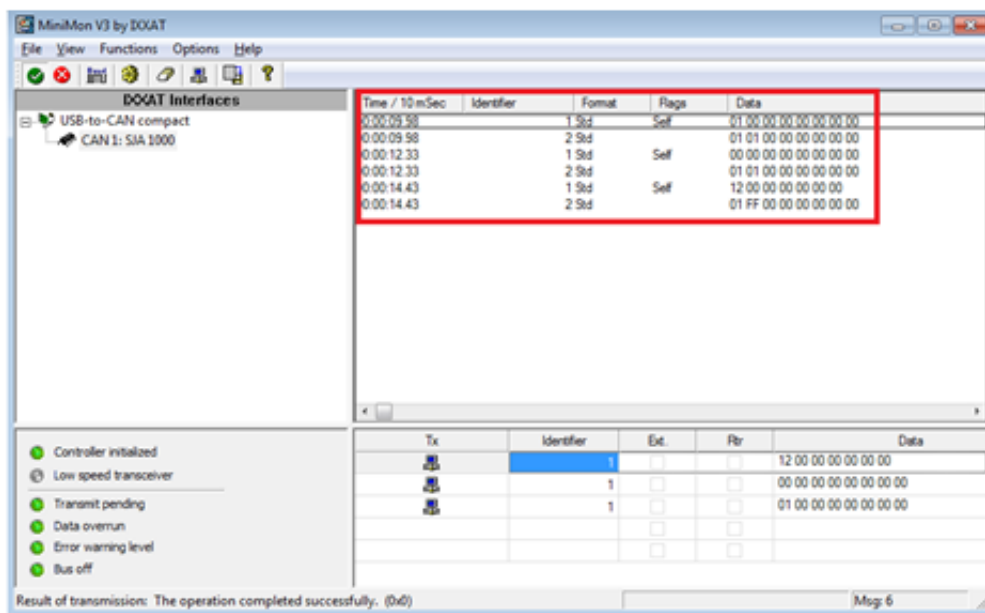 MiniMon V3 by IXXAT
File View Functions Options Help
IXXAT Interfaces
USB-to-CAN compact
CAN 1: SJA 1000
Time / 10 mSec Identifier Format Flags Data
0:00:09.98 1 Std Self 01 00 00 00 00 00 00 00
0:00:09.98 2 Std 01 01 00 00 00 00 00 00
0:00:12.33 1 Std Self 00 00 00 00 00 00 00 00
0:00:12.33 2 Std 01 01 00 00 00 00 00 00
0:00:14.43 1 Std Self 12 00 00 00 00 00 00
0:00:14.43 2 Std 01 FF 00 00 00 00 00 00
Controller initialized
Low speed transceiver
Transmit pending
Data overrun
Error warning level
Bus off
Tx Identifier Ext. Rtr Data
1 12 00 00 00 00 00 00
1 00 00 00 00 00 00 00 00
1 01 00 00 00 00 00 00 00
Result of transmission: The operation completed successfully. (0x0)
Msg: 6